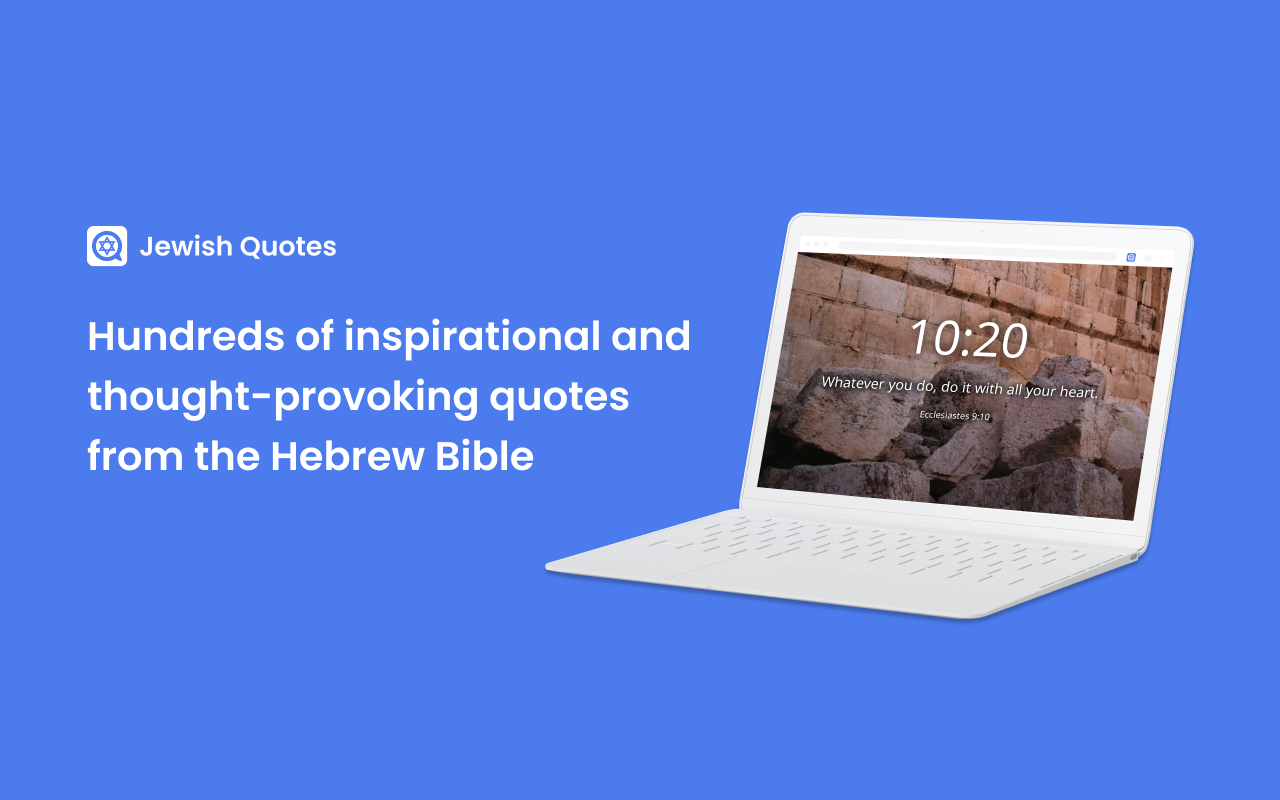 Jewish Quotes
Hundreds of inspirational and
thought-provoking quotes
from the Hebrew Bible
10:20
Whatever you do, do it with all your heart.
Ecclesiastes 9:10